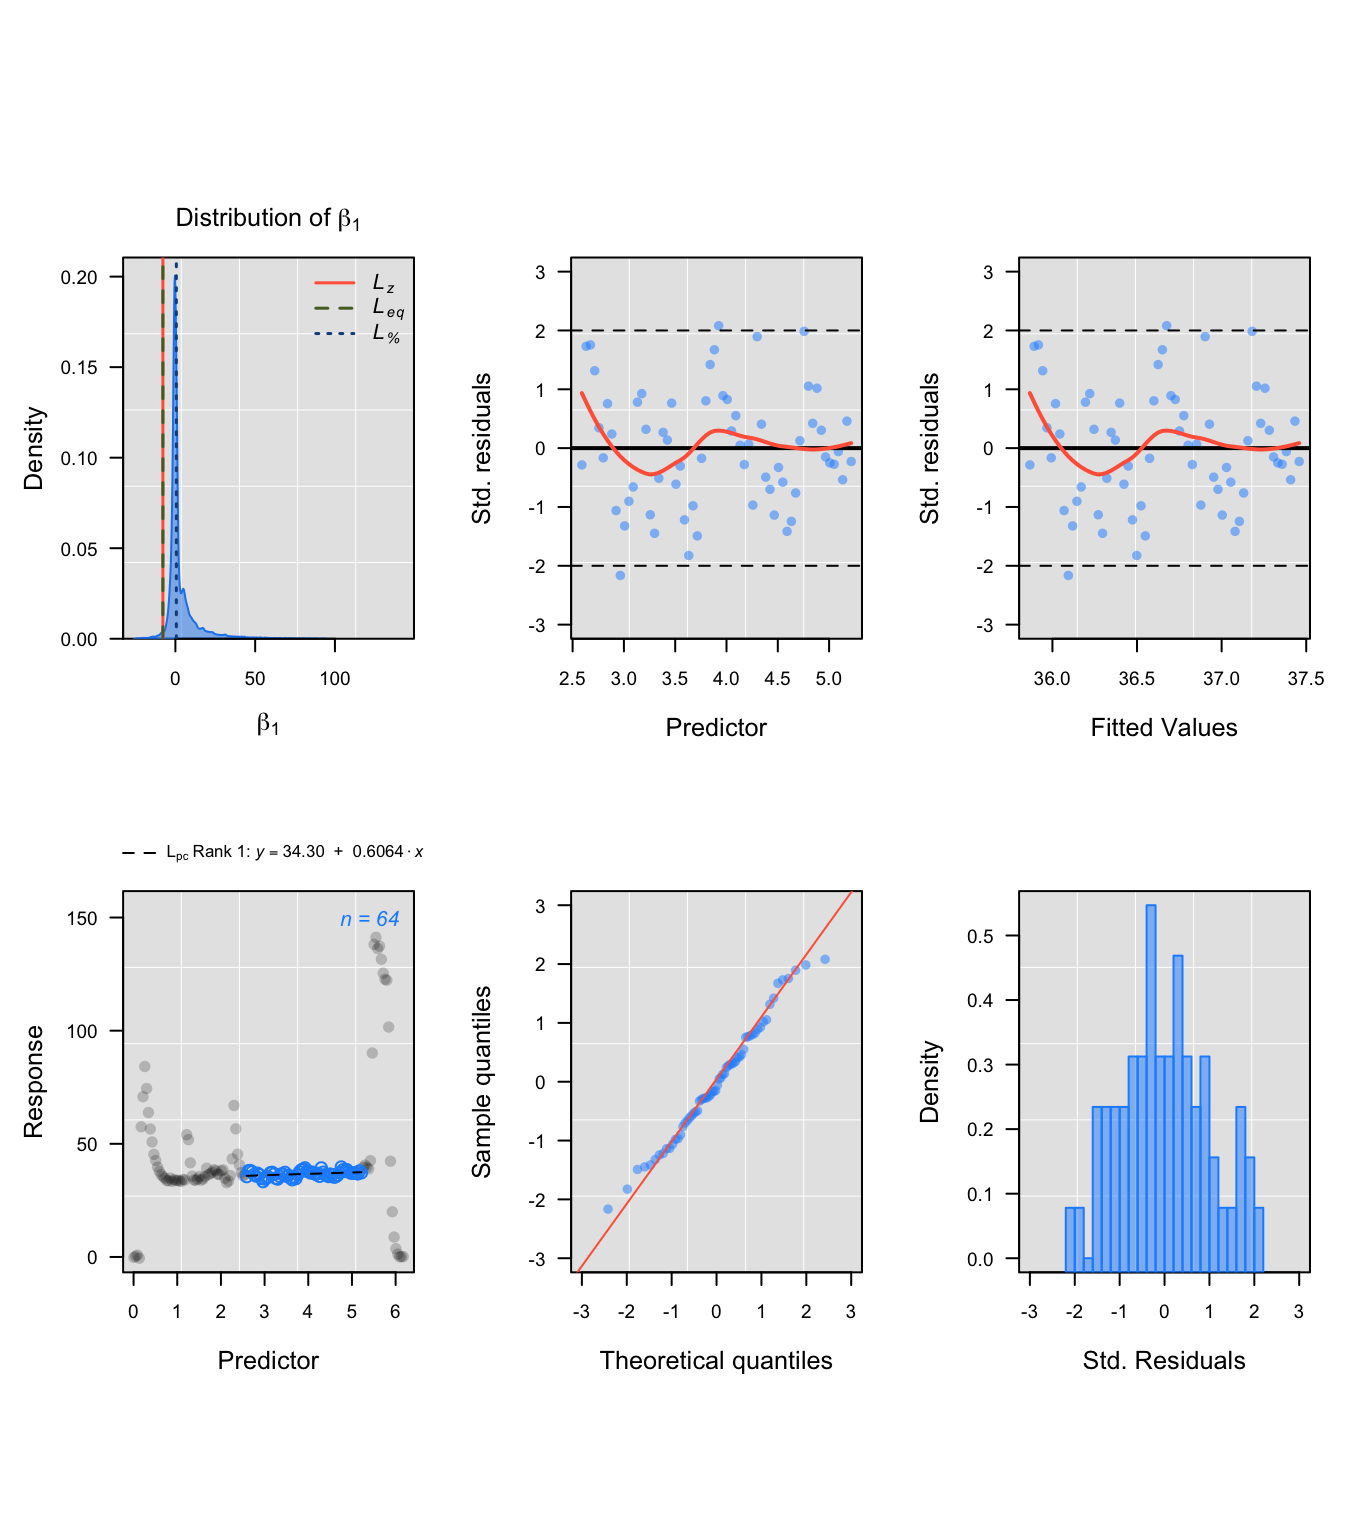 Distribution of β1
0.20
0.15
0.10
0.05
0.00
Density
0 50 100
β1
Lz
Leq
L%
3
2
1
0
-1
-2
-3
Std. residuals
2.5 3.0 3.5 4.0 4.5 5.0
Predictor
3
2
1
0
-1
-2
-3
Std. residuals
36.0 36.5 37.0 37.5
Fitted Values
Lpc Rank 1: y = 34.30 + 0.6064 · x
n = 64
150
100
50
0
Response
0 1 2 3 4 5 6
Predictor
3
2
1
0
-1
-2
-3
Sample quantiles
-3 -2 -1 0 1 2 3
Theoretical quantiles
0.5
0.4
0.3
0.2
0.1
0.0
Density
-3 -2 -1 0 1 2 3
Std. Residuals